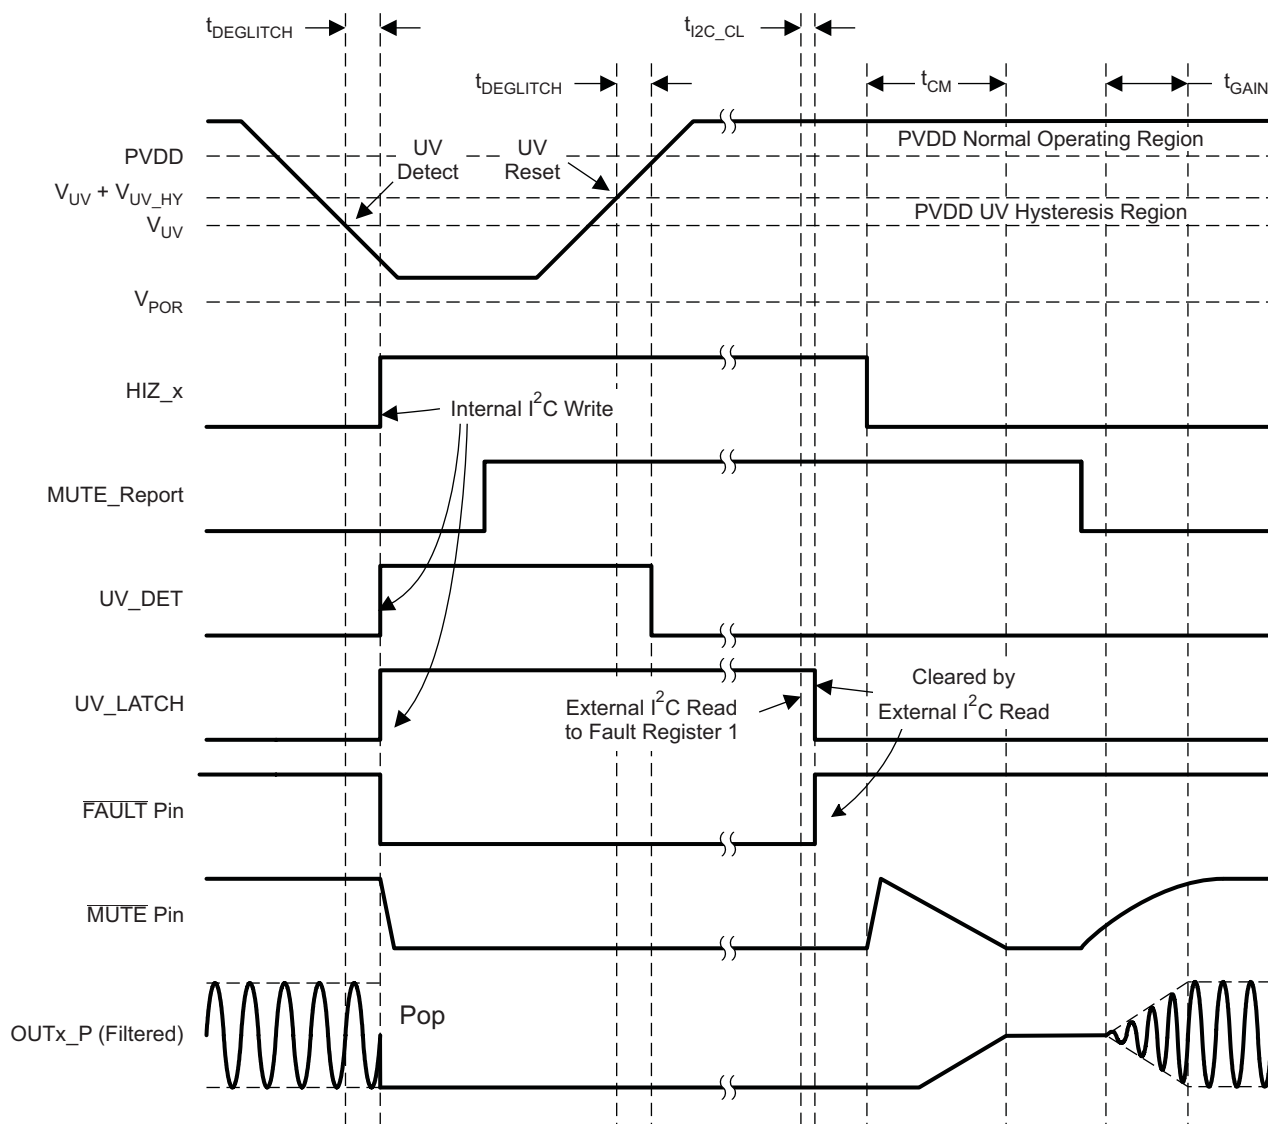 tDEGLITCH
tI2C_CL
tDEGLITCH
tCM
tGAIN
PVDD Normal Operating Region
PVDD
UV
Detect
UV
Reset
VUV + VUV_HY
PVDD UV Hysteresis Region
VUV
VPOR
HIZ_x
Internal I2C Write
MUTE_Report
UV_DET
UV_LATCH
External I2C Read
to Fault Register 1
Cleared by
External I2C Read
FAULT Pin
MUTE Pin
Pop
OUTx_P (Filtered)